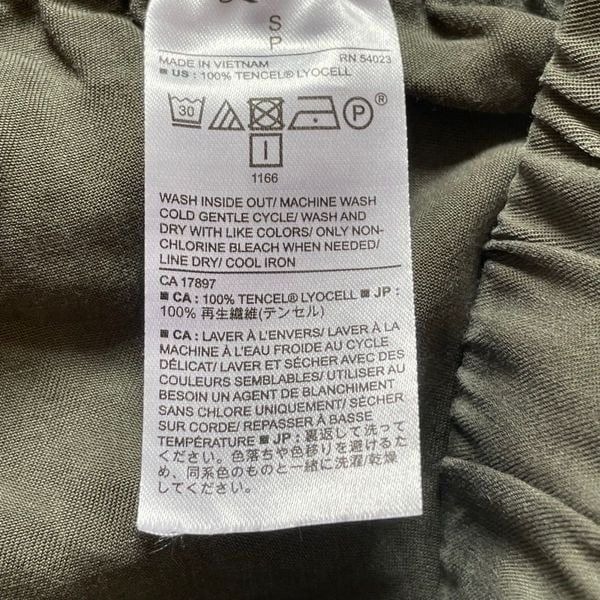 S
P
MADE IN VIETNAM RN 54023
■ US : 100% TENCEL® LYOCELL
30 P ®
1166
WASH INSIDE OUT/ MACHINE WASH
COLD GENTLE CYCLE/ WASH AND
DRY WITH LIKE COLORS/ ONLY NON-
CHLORINE BLEACH WHEN NEEDED/
LINE DRY/ COOL IRON
CA 17897
■ CA : 100% TENCEL® LYOCELL ■ JP :
100% 再生繊維(テンセル)
■ CA : LAVER À L'ENVERS/ LAVER À LA
MACHINE À L'EAU FROIDE AU CYCLE
DÉLICAT/ LAVER ET SÉCHER AVEC DES
COULEURS SEMBLABLES/ UTILISER AU
BESOIN UN AGENT DE BLANCHIMENT
SANS CHLORE UNIQUEMENT/ SÉCHER
SUR CORDE/ REPASSER À BASSE
TEMPÉRATURE ■ JP : 裏返して洗って
ください。色落ちや色移りを避けるた
め、同系色のものと一緒に洗濯/乾燥
してください。